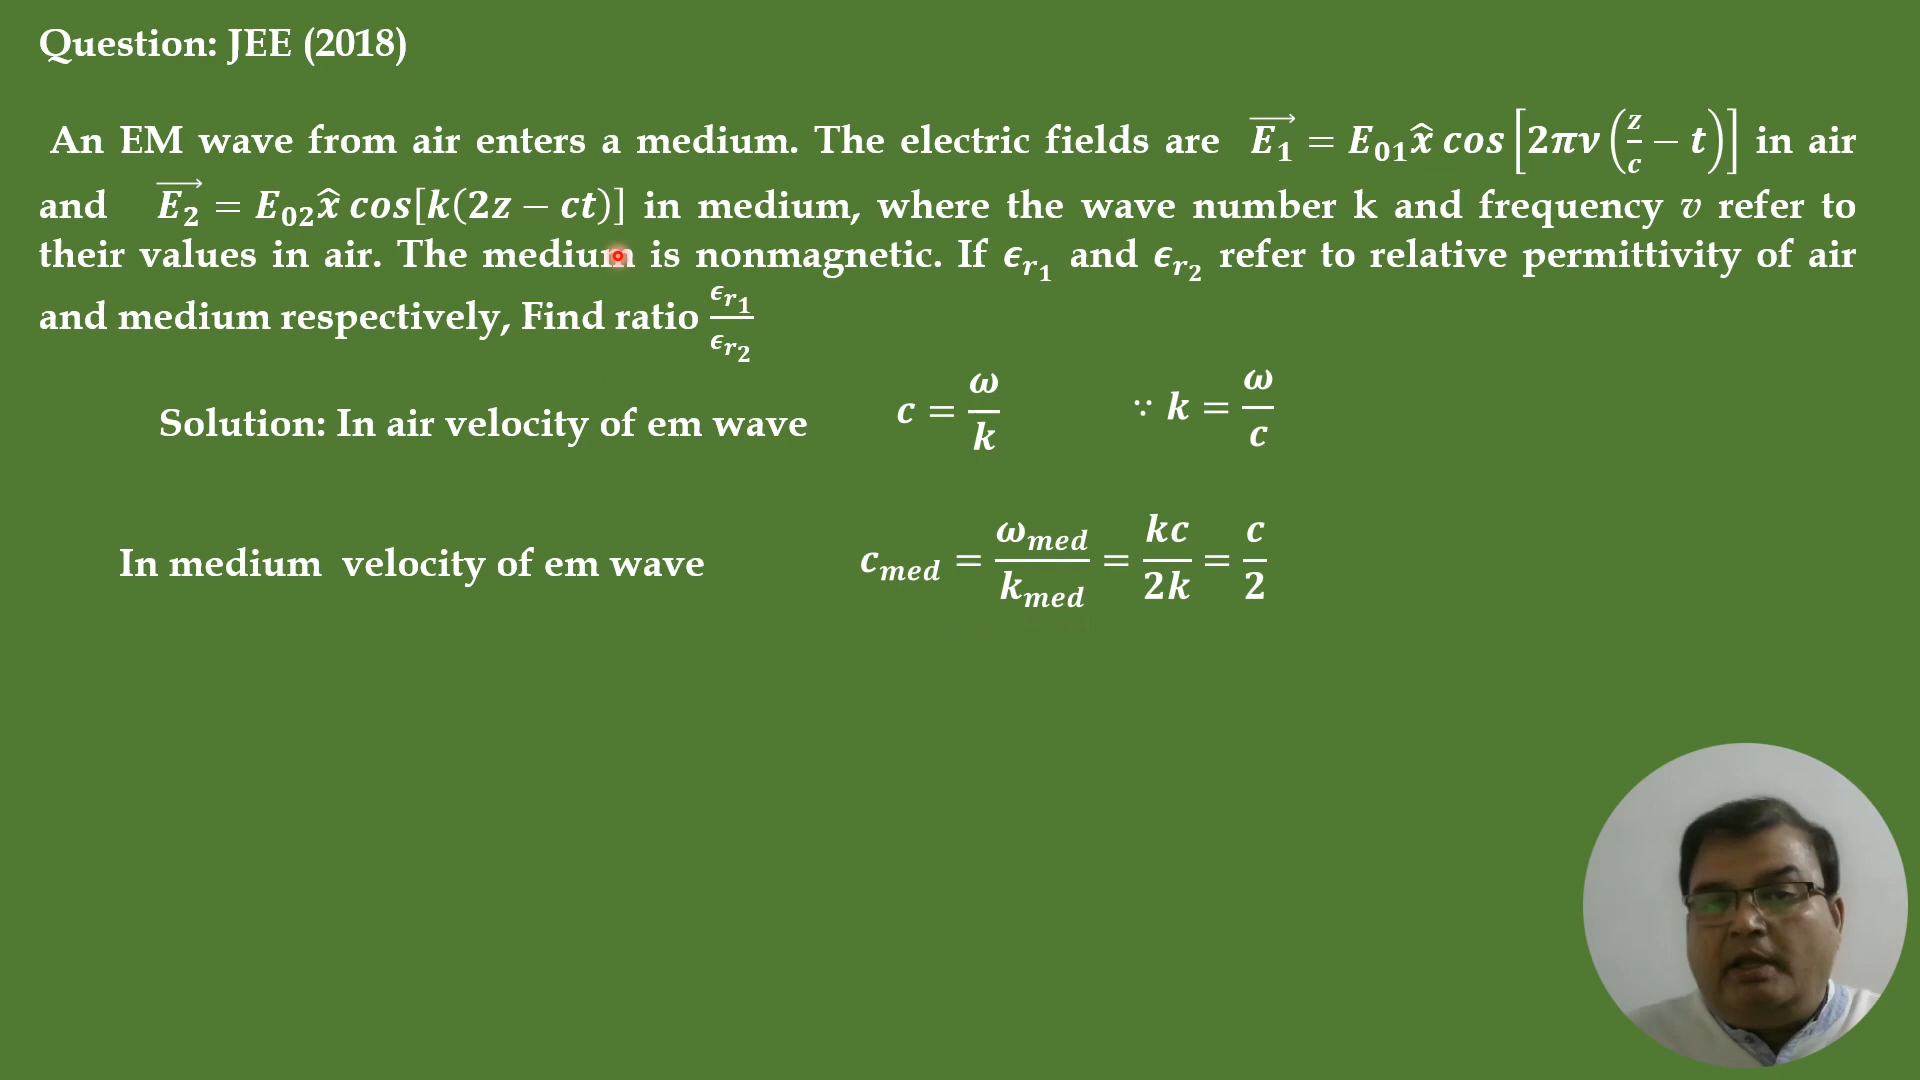 Question: JEE (2018)
An EM wave from air enters a medium. The electric fields are $\overrightarrow{E_1} = E_{01}\hat{x} \cos\left[2\pi\nu\left(\frac{z}{c} - t\right)\right]$ in air
and $\overrightarrow{E_2} = E_{02}\hat{x} \cos[k(2z - ct)]$ in medium, where the wave number k and frequency $v$ refer to
their values in air. The medium is nonmagnetic. If $\epsilon_{r_1}$ and $\epsilon_{r_2}$ refer to relative permittivity of air
and medium respectively, Find ratio $\frac{\epsilon_{r_1}}{\epsilon_{r_2}}$
Solution: In air velocity of em wave $c = \frac{\omega}{k}$ $\because k = \frac{\omega}{c}$
In medium velocity of em wave $c_{med} = \frac{\omega_{med}}{k_{med}} = \frac{kc}{2k} = \frac{c}{2}$